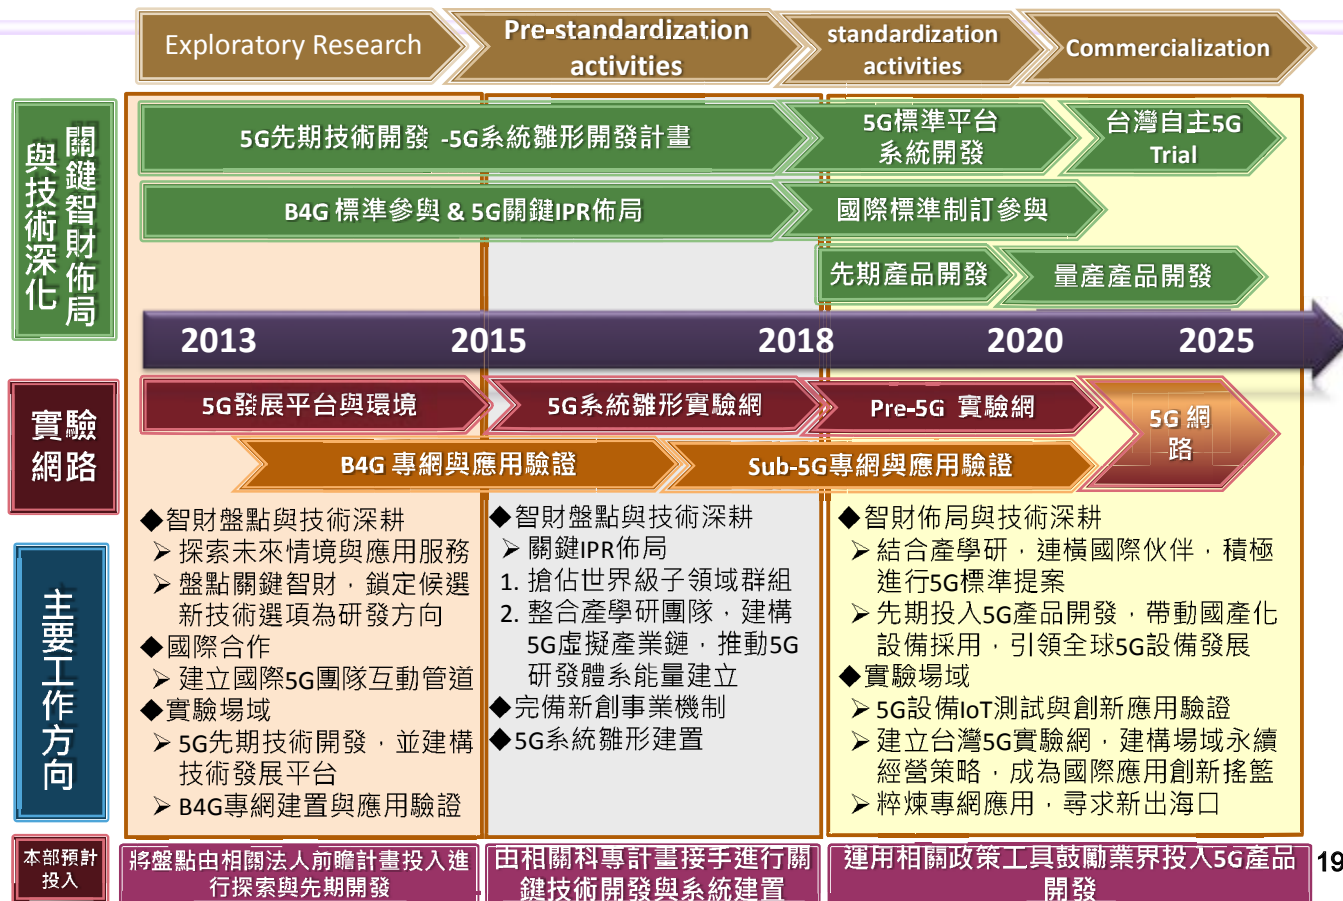 Exploratory Research
Pre-standardization
activities
standardization
activities
Commercialization
關鍵智財佈局
與技術深化
5G先期技術開發 -5G系統雛形開發計畫
5G標準平台
系統開發
台灣自主5G
Trial
B4G 標準參與 & 5G關鍵IPR佈局
國際標準制訂參與
先期產品開發
量產產品開發
2013
2015
2018
2020
2025
實驗
網路
5G發展平台與環境
5G系統雛形實驗網
Pre-5G 實驗網
5G 網
路
B4G 專網與應用驗證
Sub-5G專網與應用驗證
主要工作方向
◆智財盤點與技術深耕
➢ 探索未來情境與應用服務
➢ 盤點關鍵智財，鎖定候選
新技術選項為研發方向
◆國際合作
➢ 建立國際5G團隊互動管道
◆實驗場域
➢ 5G先期技術開發，並建構
技術發展平台
➢ B4G專網建置與應用驗證
◆智財盤點與技術深耕
➢ 關鍵IPR佈局
1. 搶佔世界級子領域群組
2. 整合產學研團隊，建構
5G虛擬產業鏈，推動5G
研發體系能量建立
◆完備新創事業機制
◆5G系統雛形建置
◆智財佈局與技術深耕
➢ 結合產學研，連橫國際伙伴，積極
進行5G標準提案
➢ 先期投入5G產品開發，帶動國產化
設備採用，引領全球5G設備發展
◆實驗場域
➢ 5G設備IoT測試與創新應用驗證
➢ 建立台灣5G實驗網，建構場域永續
經營策略，成為國際應用創新搖籃
➢ 粹煉專網應用，尋求新出海口
本部預計
投入
將盤點由相關法人前瞻計畫投入進
行探索與先期開發
由相關科專計畫接手進行關
鍵技術開發與系統建置
運用相關政策工具鼓勵業界投入5G產品
開發
19